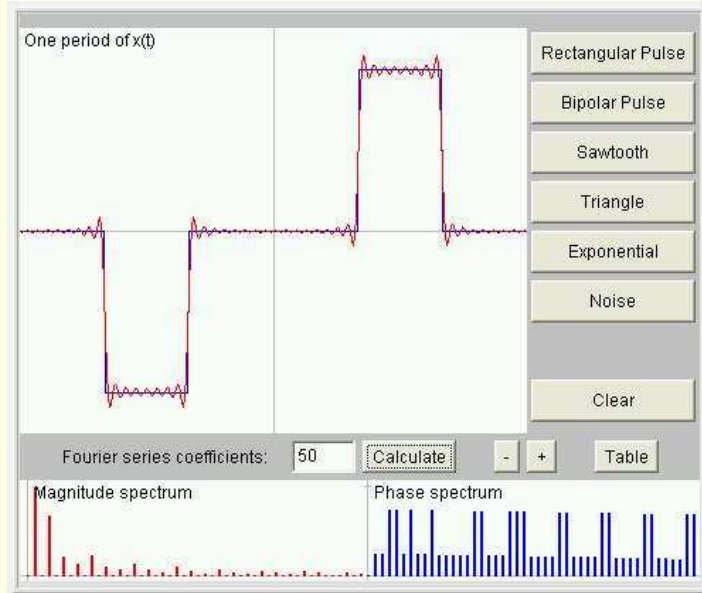 One period of x(t)
Rectangular Pulse
Bipolar Pulse
Sawtooth
Triangle
Exponential
Noise
Clear
Fourier series coefficients: 50 Calculate - + Table
Magnitude spectrum
Phase spectrum